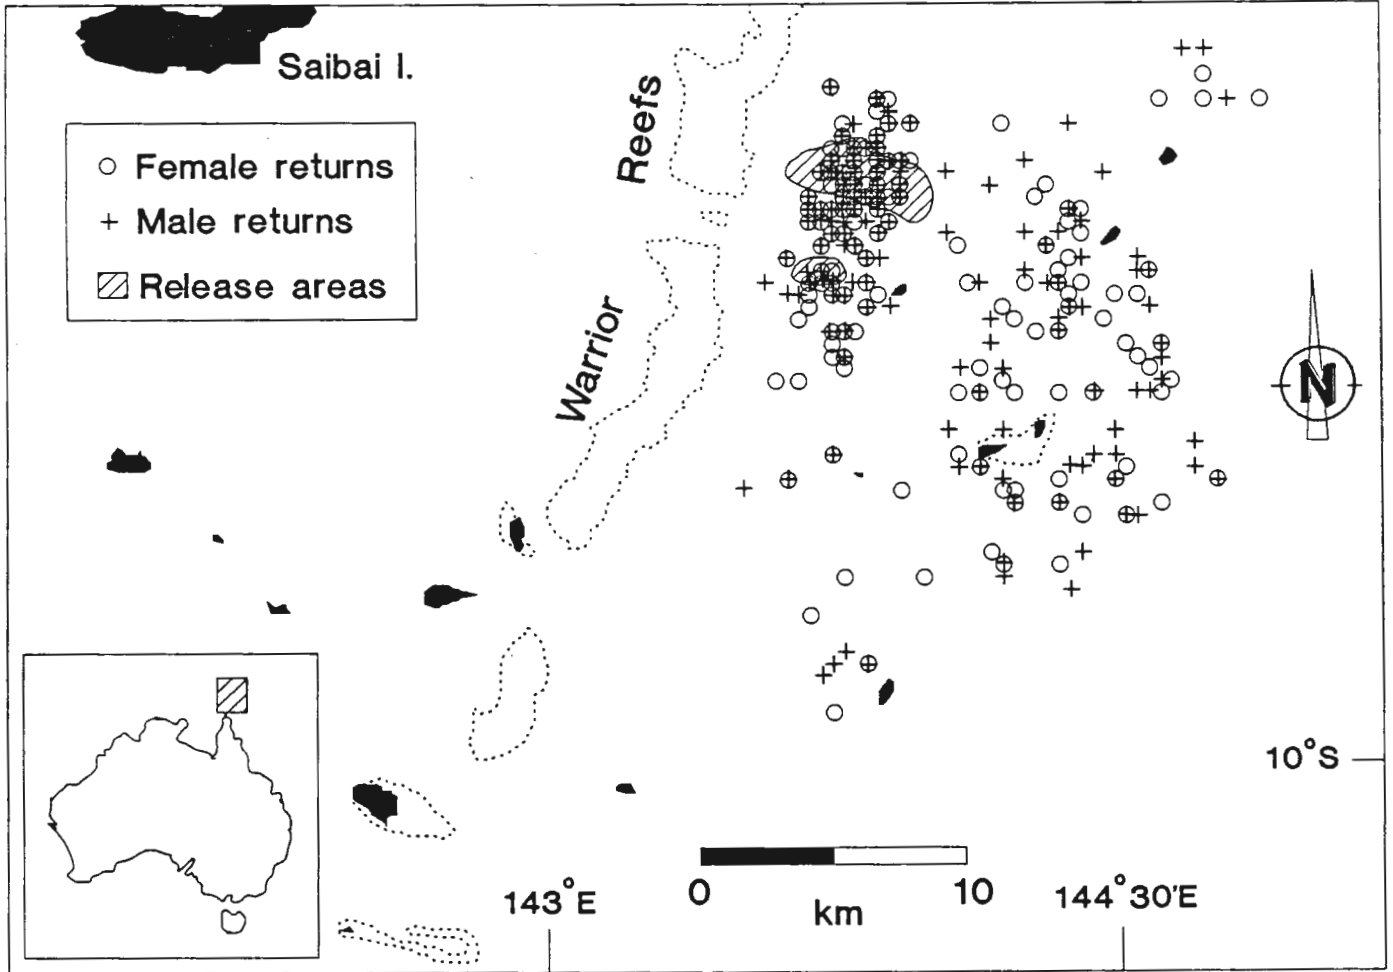 Saibai I.
Female returns
Male returns
Release areas
Reefs
Warrior
N
10°S
0 10
km
143°E
144°30'E